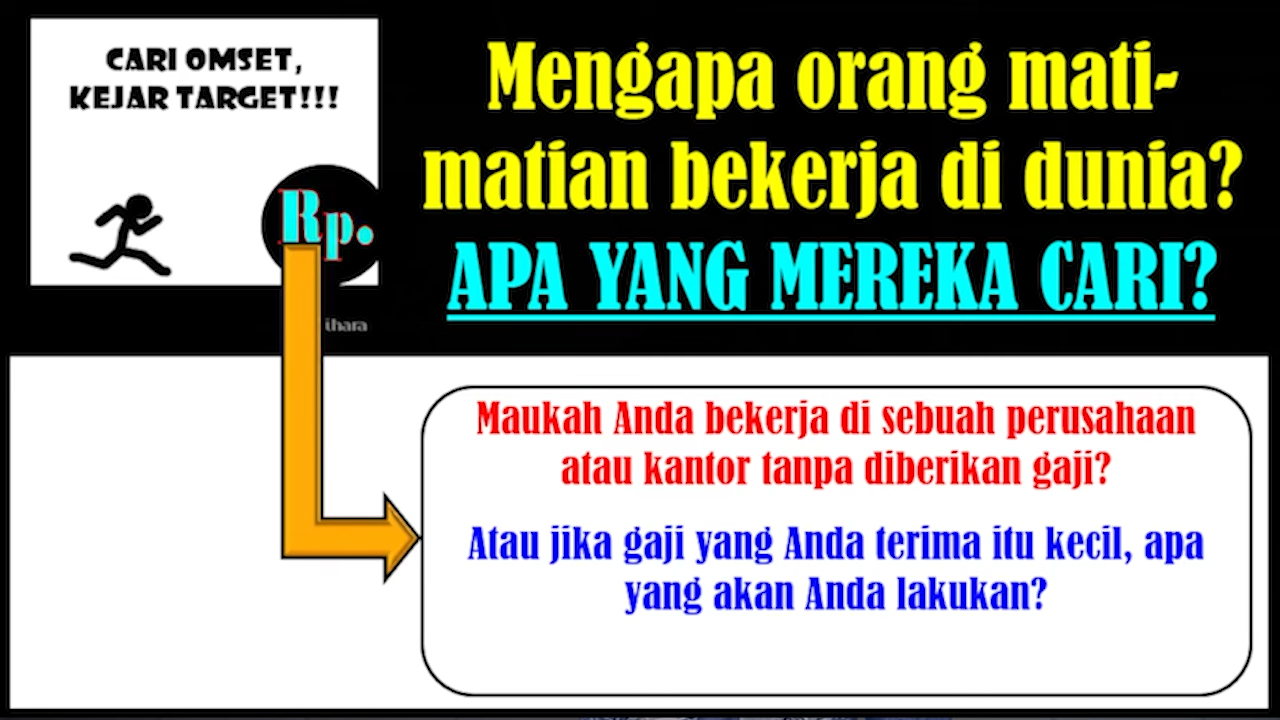 CARI OMSET,
KEJAR TARGET!!!
Rp.
Mengapa orang mati-
matian bekerja di dunia?
APA YANG MEREKA CARI?
Maukah Anda bekerja di sebuah perusahaan
atau kantor tanpa diberikan gaji?
Atau jika gaji yang Anda terima itu kecil, apa
yang akan Anda lakukan?